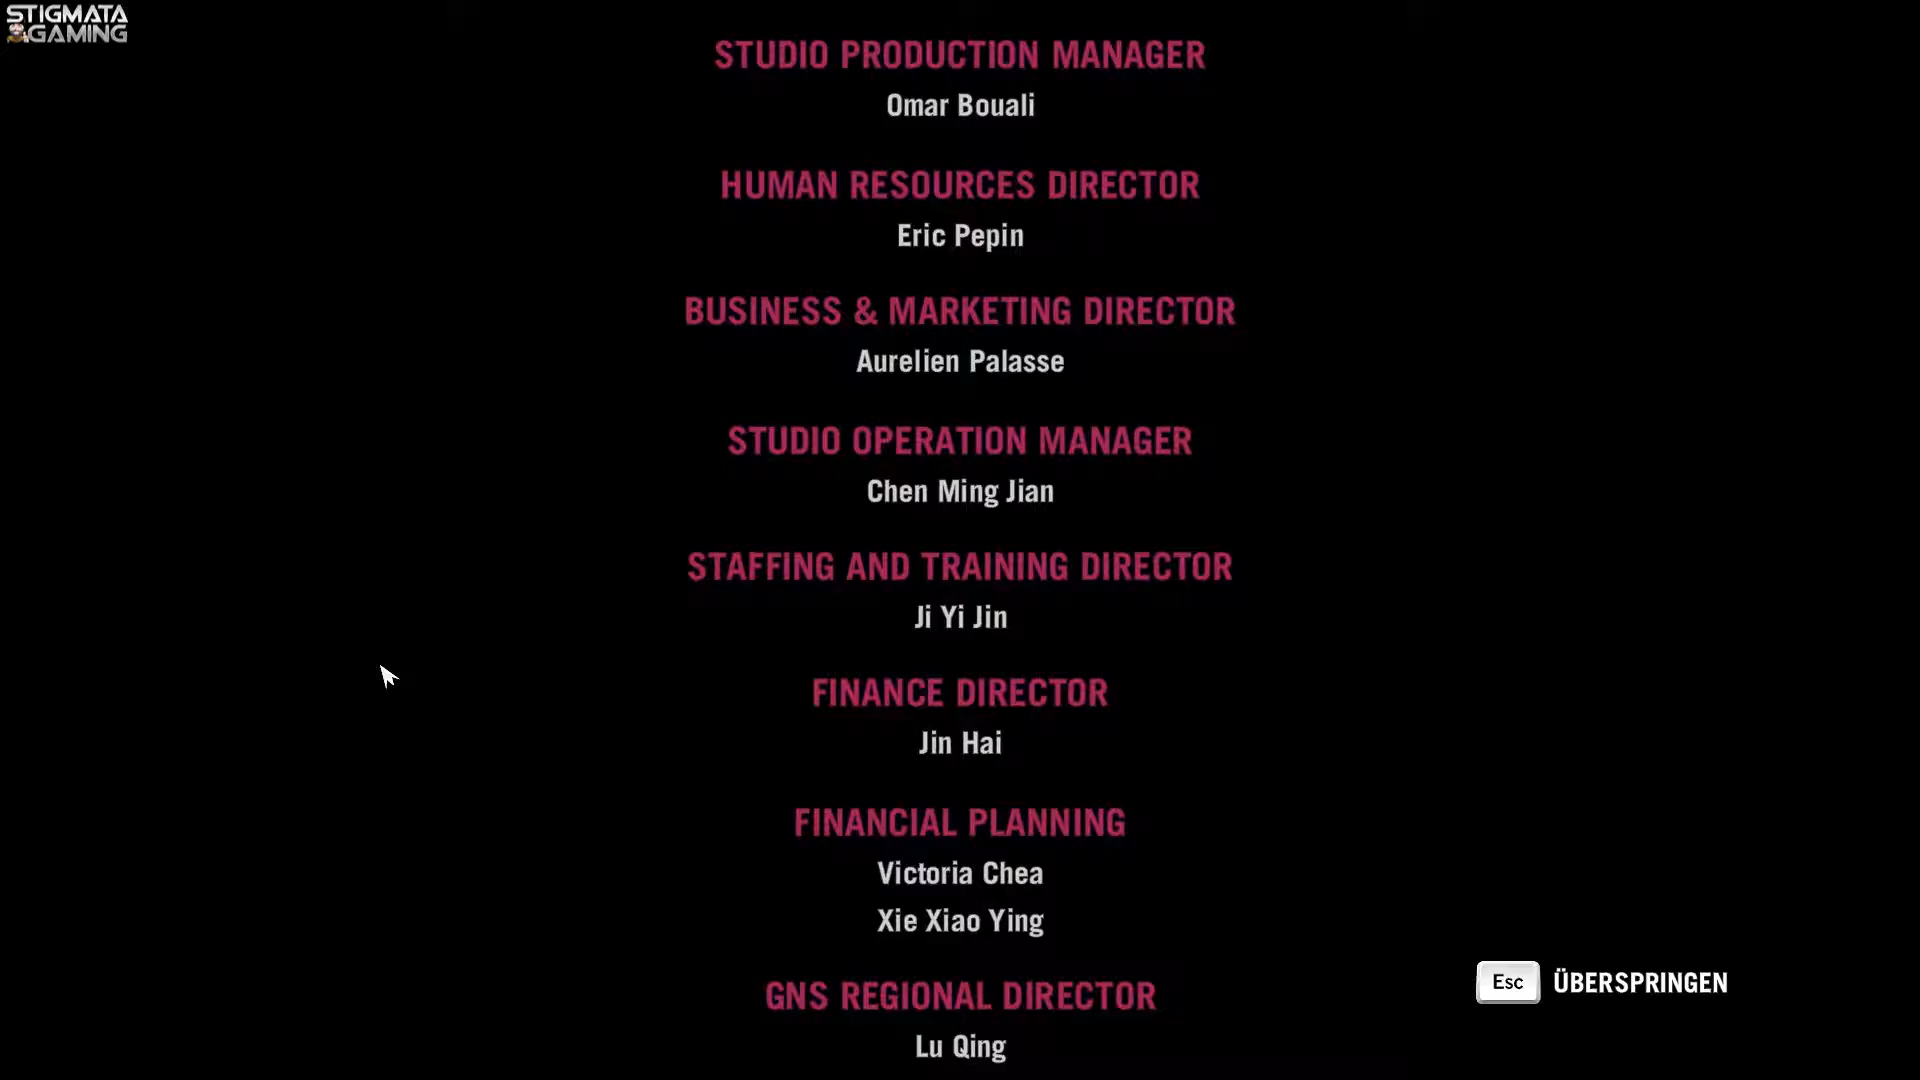 STIGMATA
GAMING
STUDIO PRODUCTION MANAGER
Omar Bouali
HUMAN RESOURCES DIRECTOR
Eric Pepin
BUSINESS & MARKETING DIRECTOR
Aurelien Palasse
STUDIO OPERATION MANAGER
Chen Ming Jian
STAFFING AND TRAINING DIRECTOR
Ji Yi Jin
FINANCE DIRECTOR
Jin Hai
FINANCIAL PLANNING
Victoria Chea
Xie Xiao Ying
GNS REGIONAL DIRECTOR
Lu Qing
Esc ÜBERSPRINGEN